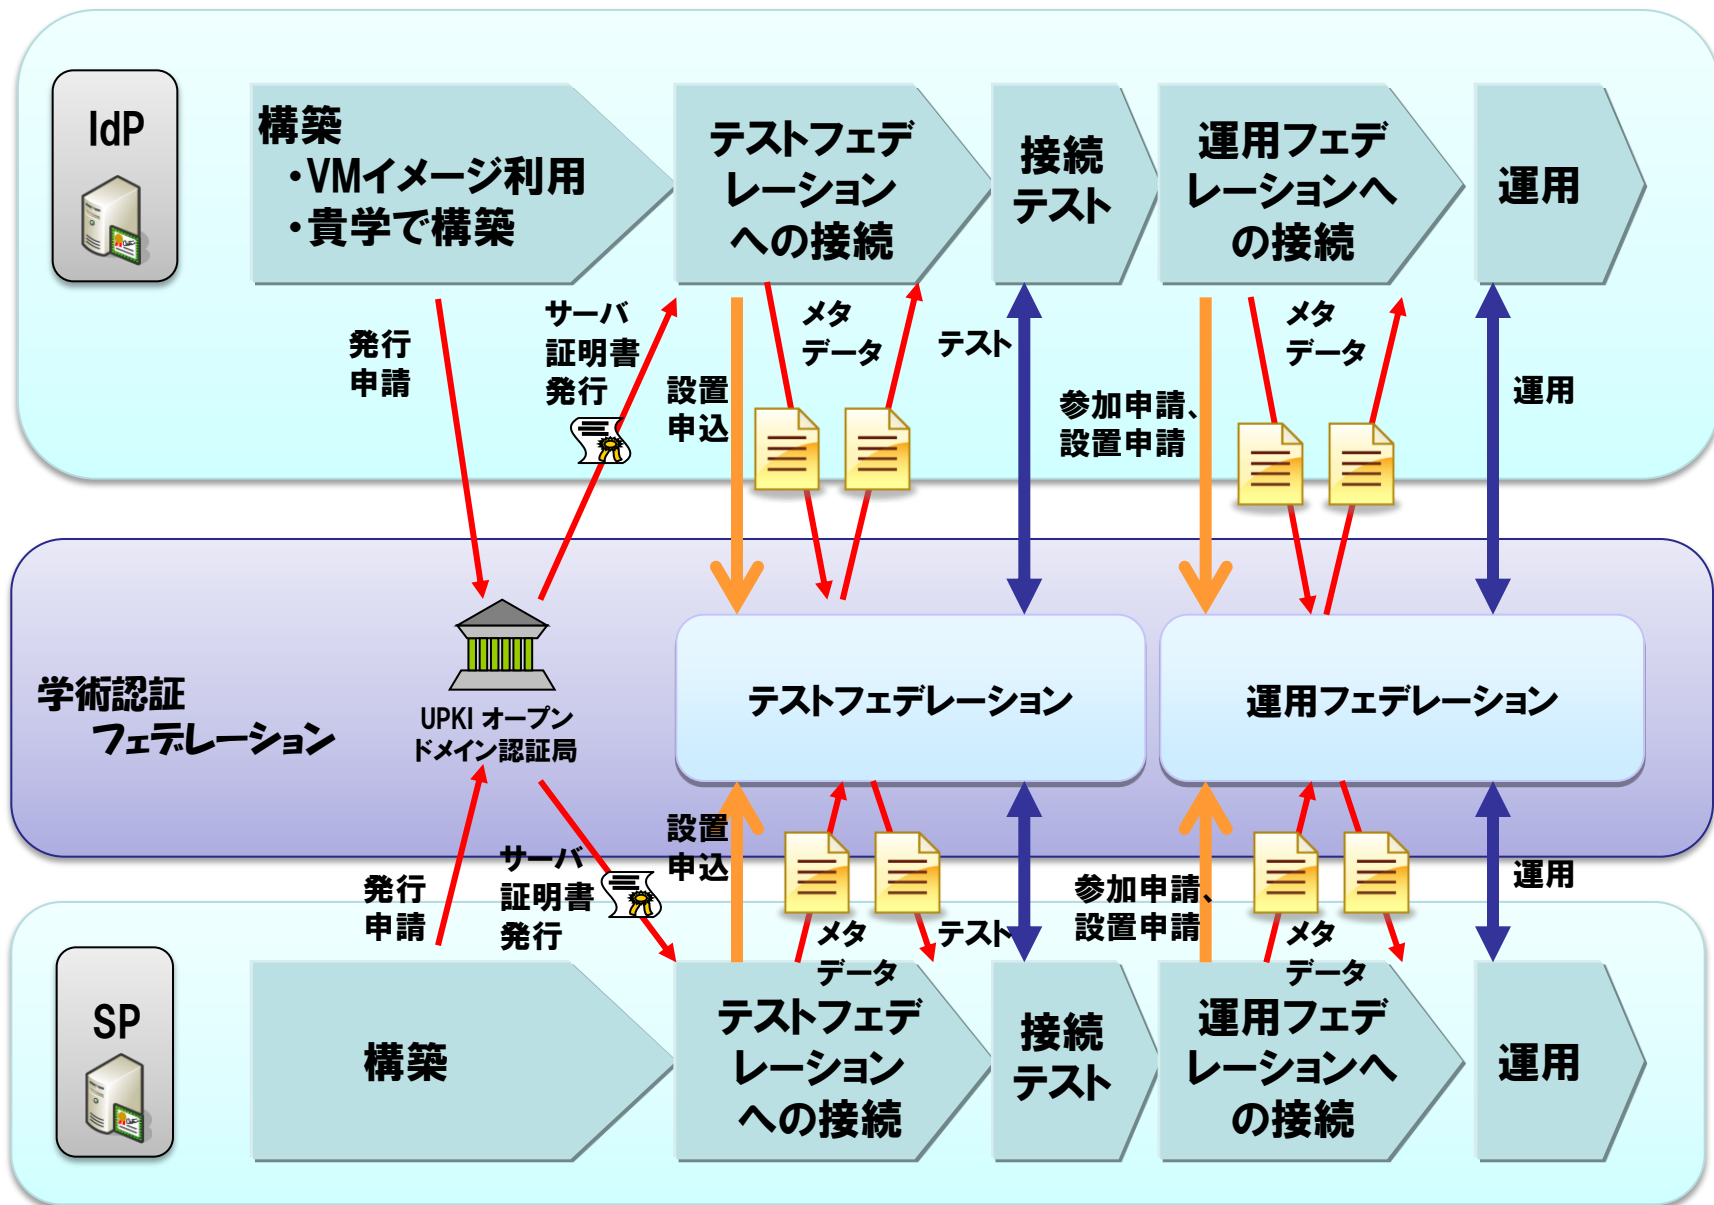 IdP
構築
・VMイメージ利用
・貴学で構築
テストフェデ
レーション
への接続
接続
テスト
運用フェデ
レーションへ
の接続
運用
発行
申請
サーバ
証明書
発行
設置
申込
メタ
データ
テスト
参加申請、
設置申請
メタ
データ
運用
学術認証
フェデレーション
UPKI オープン
ドメイン認証局
テストフェデレーション
運用フェデレーション
発行
申請
サーバ
証明書
発行
設置
申込
メタ
データ
テスト
参加申請、
設置申請
メタ
データ
運用
SP
構築
テストフェデ
レーション
への接続
接続
テスト
運用フェデ
レーションへ
の接続
運用